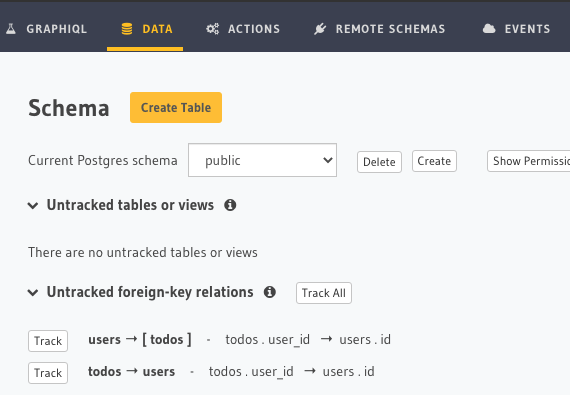 GRAPHIQL DATA ACTIONS REMOTE SCHEMAS EVENTS
Schema Create Table
Current Postgres schema public Delete Create Show Permissio
Untracked tables or views
There are no untracked tables or views
Untracked foreign-key relations Track All
Track users → [ todos ] - todos . user_id → users . id
Track todos → users - todos . user_id → users . id